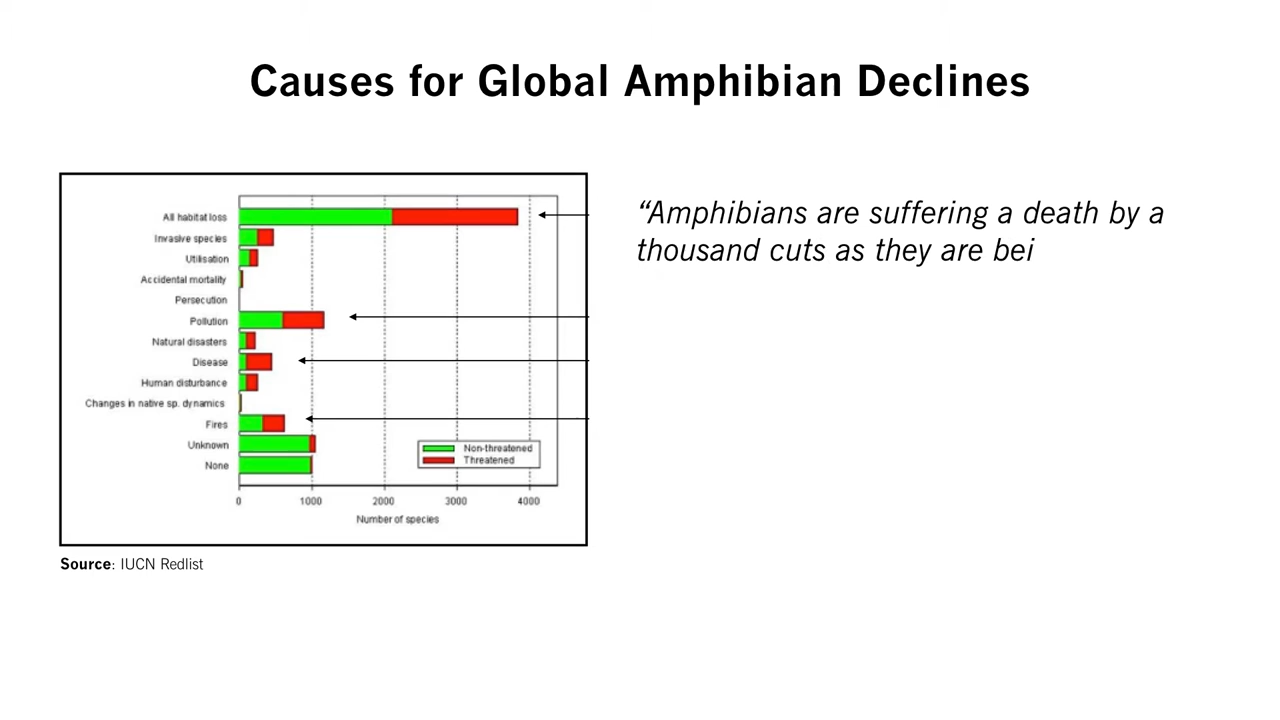 Causes for Global Amphibian Declines
All habitat loss
Invasive species
Utilisation
Accidental mortality
Persecution
Pollution
Natural disasters
Disease
Human disturbance
Changes in native sp. dynamics
Fires
Unknown
None
Non-threatened
Threatened
0 1000 2000 3000 4000
Number of species
Source: IUCN Redlist
“Amphibians are suffering a death by a
thousand cuts as they are bei